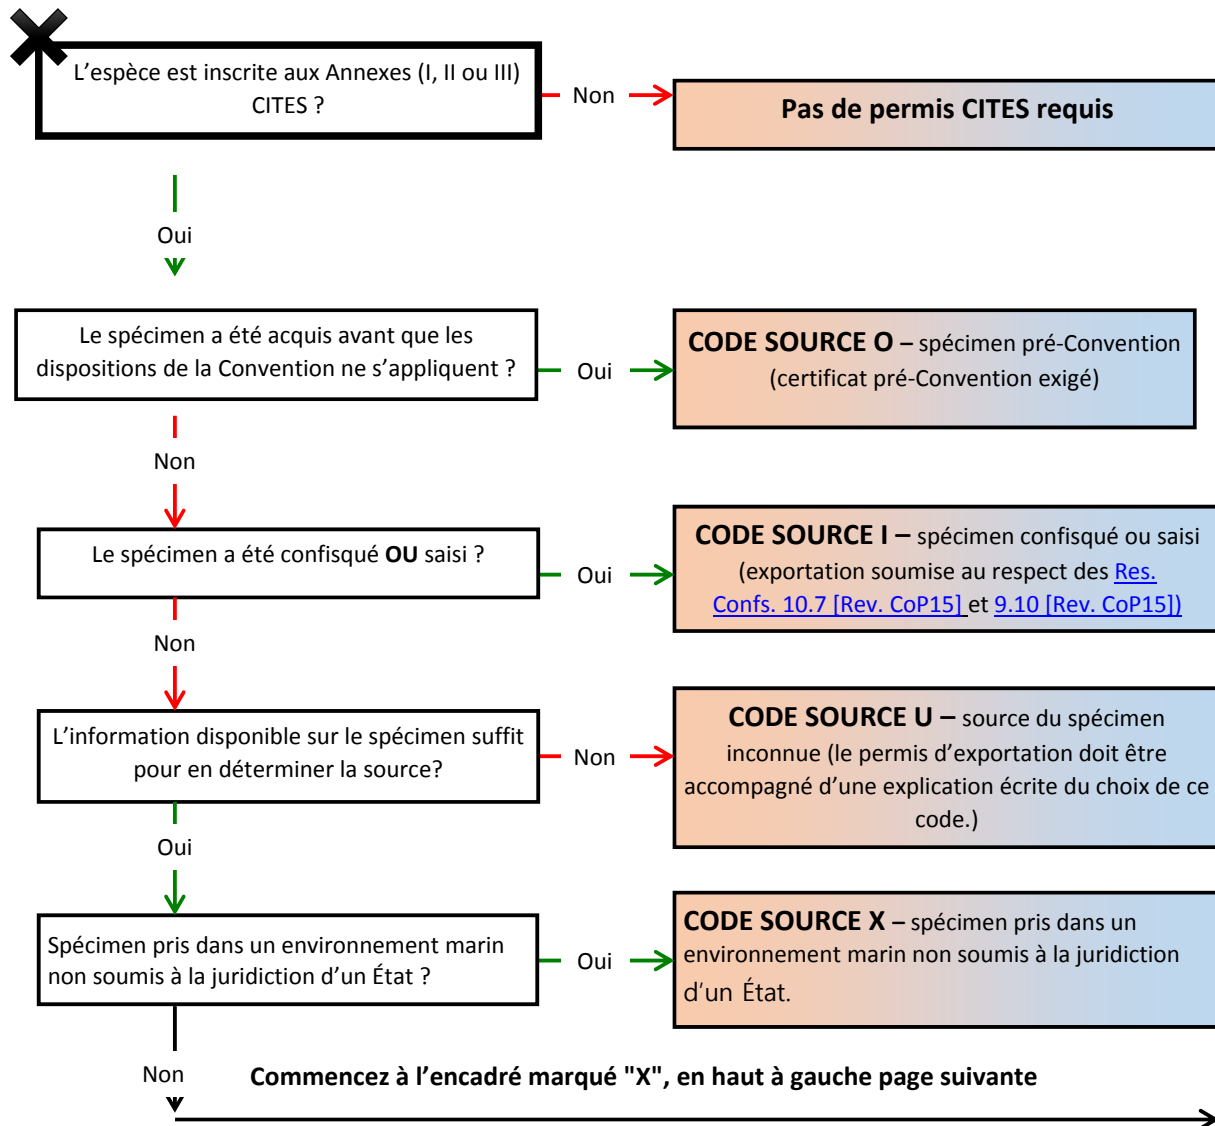 L’espèce est inscrite aux Annexes (I, II ou III)
CITES ?
Non
Pas de permis CITES requis
Oui
Le spécimen a été acquis avant que les
dispositions de la Convention ne s’appliquent ?
Oui
CODE SOURCE O – spécimen pré-Convention
(certificat pré-Convention exigé)
Non
Le spécimen a été confisqué OU saisi ?
Oui
CODE SOURCE I – spécimen confisqué ou saisi
(exportation soumise au respect des Res.
Confs. 10.7 [Rev. CoP15] et 9.10 [Rev. CoP15])
Non
L’information disponible sur le spécimen suffit
pour en déterminer la source?
Non
CODE SOURCE U – source du spécimen
inconnue (le permis d’exportation doit être
accompagné d’une explication écrite du choix de ce
code.)
Oui
Spécimen pris dans un environnement marin
non soumis à la juridiction d’un État ?
Oui
CODE SOURCE X – spécimen pris dans un
environnement marin non soumis à la juridiction
d’un État.
Non
Commencez à l’encadré marqué "X", en haut à gauche page suivante